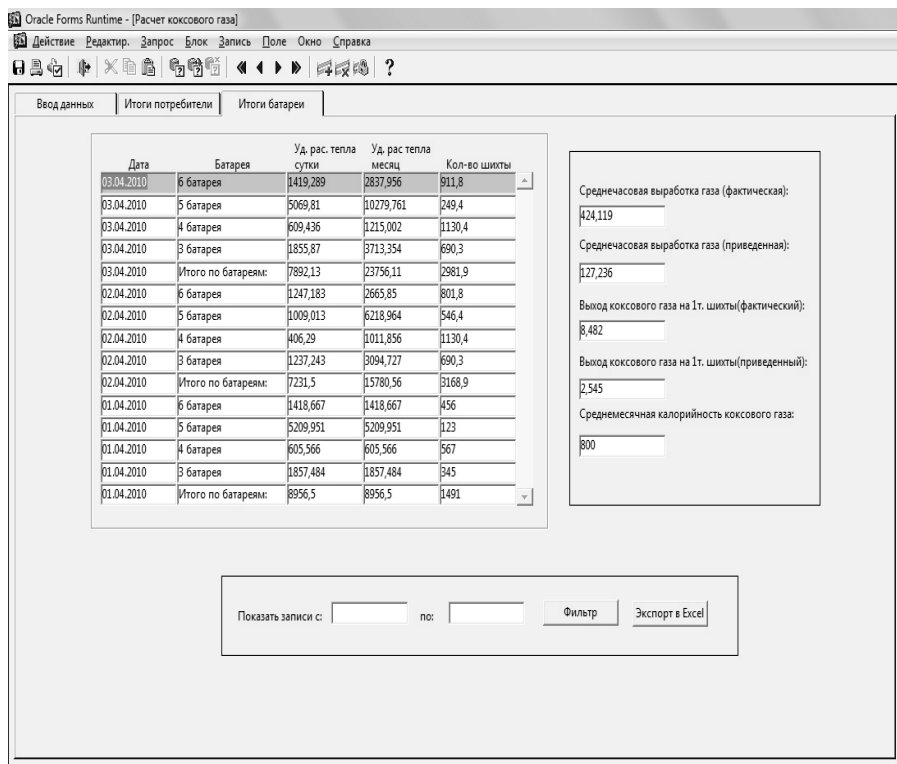 Oracle Forms Runtime - [Расчет коксового газа]
Действие Редактир. Запрос Блок Запись Поле Окно Справка
Ввод данных Итоги потребители Итоги батареи
Уд. рас. тепла Уд. рас тепла
Дата Батарея сутки месяц Кол-во шихты
03.04.2010 6 батарея 1419,289 2837,956 911,8
03.04.2010 5 батарея 5069,81 10279,761 249,4
03.04.2010 4 батарея 609,436 1215,002 1130,4
03.04.2010 3 батарея 1855,87 3713,354 690,3
03.04.2010 Итого по батареям: 7892,13 23756,11 2981,9
02.04.2010 6 батарея 1247,183 2665,85 801,8
02.04.2010 5 батарея 1009,013 6218,964 546,4
02.04.2010 4 батарея 406,29 1011,856 1130,4
02.04.2010 3 батарея 1237,243 3094,727 690,3
02.04.2010 Итого по батареям: 7231,5 15780,56 3168,9
01.04.2010 6 батарея 1418,667 1418,667 456
01.04.2010 5 батарея 5209,951 5209,951 123
01.04.2010 4 батарея 605,566 605,566 567
01.04.2010 3 батарея 1857,484 1857,484 345
01.04.2010 Итого по батареям: 8956,5 8956,5 1491
Среднечасовая выработка газа (фактическая):
424,119
Среднечасовая выработка газа (приведенная):
127,236
Выход коксового газа на 1т. шихты(фактический):
8,482
Выход коксового газа на 1т. шихты(приведенный):
2,545
Среднемесячная калорийность коксового газа:
800
Показать записи с: по: Фильтр Экспорт в Excel